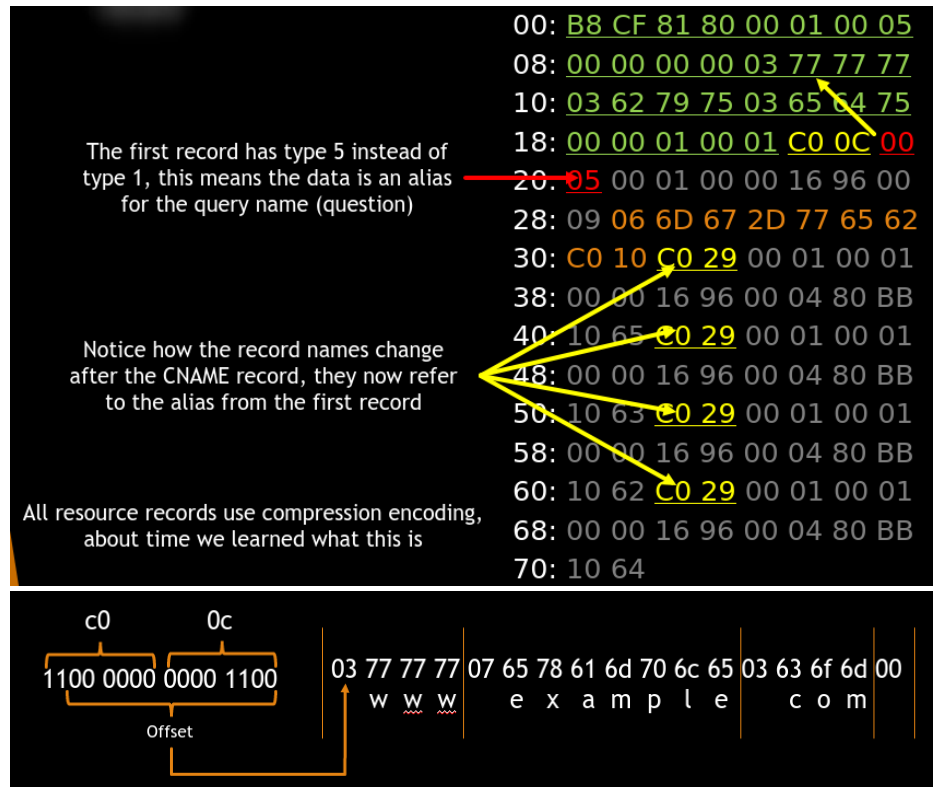 00: B8 CF 81 80 00 01 00 05
08: 00 00 00 00 03 77 77 77
10: 03 62 79 75 03 65 64 75
18: 00 00 01 00 01 C0 0C 00
20: 05 00 01 00 00 16 96 00
28: 09 06 6D 67 2D 77 65 62
30: C0 10 C0 29 00 01 00 01
38: 00 00 16 96 00 04 80 BB
40: 10 65 C0 29 00 01 00 01
48: 00 00 16 96 00 04 80 BB
50: 10 63 C0 29 00 01 00 01
58: 00 00 16 96 00 04 80 BB
60: 10 62 C0 29 00 01 00 01
68: 00 00 16 96 00 04 80 BB
70: 10 64
The first record has type 5 instead of
type 1, this means the data is an alias
for the query name (question)
Notice how the record names change
after the CNAME record, they now refer
to the alias from the first record
All resource records use compression encoding,
about time we learned what this is
c0 0c
1100 0000 0000 1100
Offset
03 77 77 77 07 65 78 61 6d 70 6c 65 03 63 6f 6d 00
w w w e x a m p l e c o m